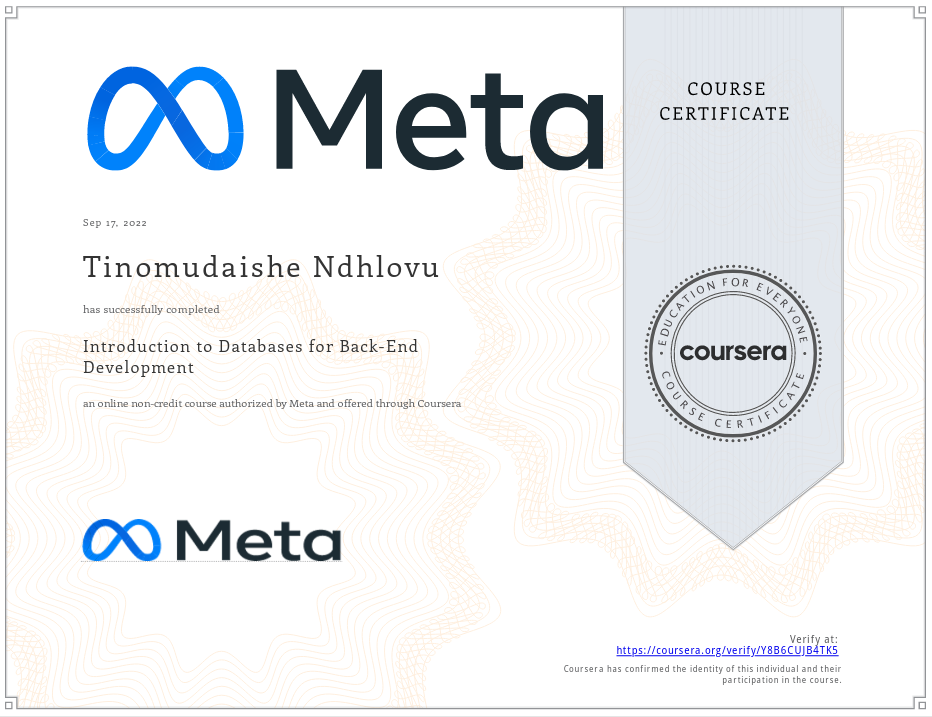 Meta
COURSE
CERTIFICATE
Sep 17, 2022
Tinomudaishe Ndhlovu
has successfully completed
Introduction to Databases for Back-End
Development
an online non-credit course authorized by Meta and offered through Coursera
EDUCATION FOR EVERYONE
coursera
COURSE CERTIFICATE
Meta
Verify at:
https://coursera.org/verify/Y8B6CUJB4TK5
Coursera has confirmed the identity of this individual and their
participation in the course.